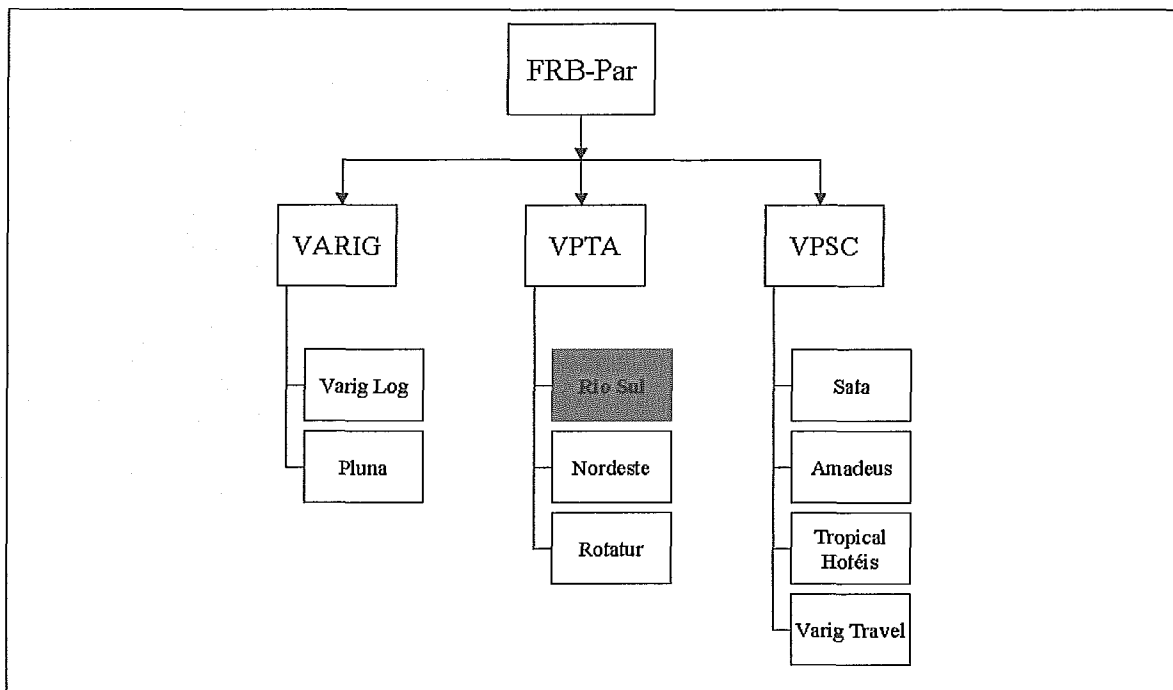 FRB-Par
VARIG
VPTA
VPSC
Varig Log
Pluna
Rio Sul
Nordeste
Rotatur
Sata
Amadeus
Tropical
Hotéis
Varig Travel